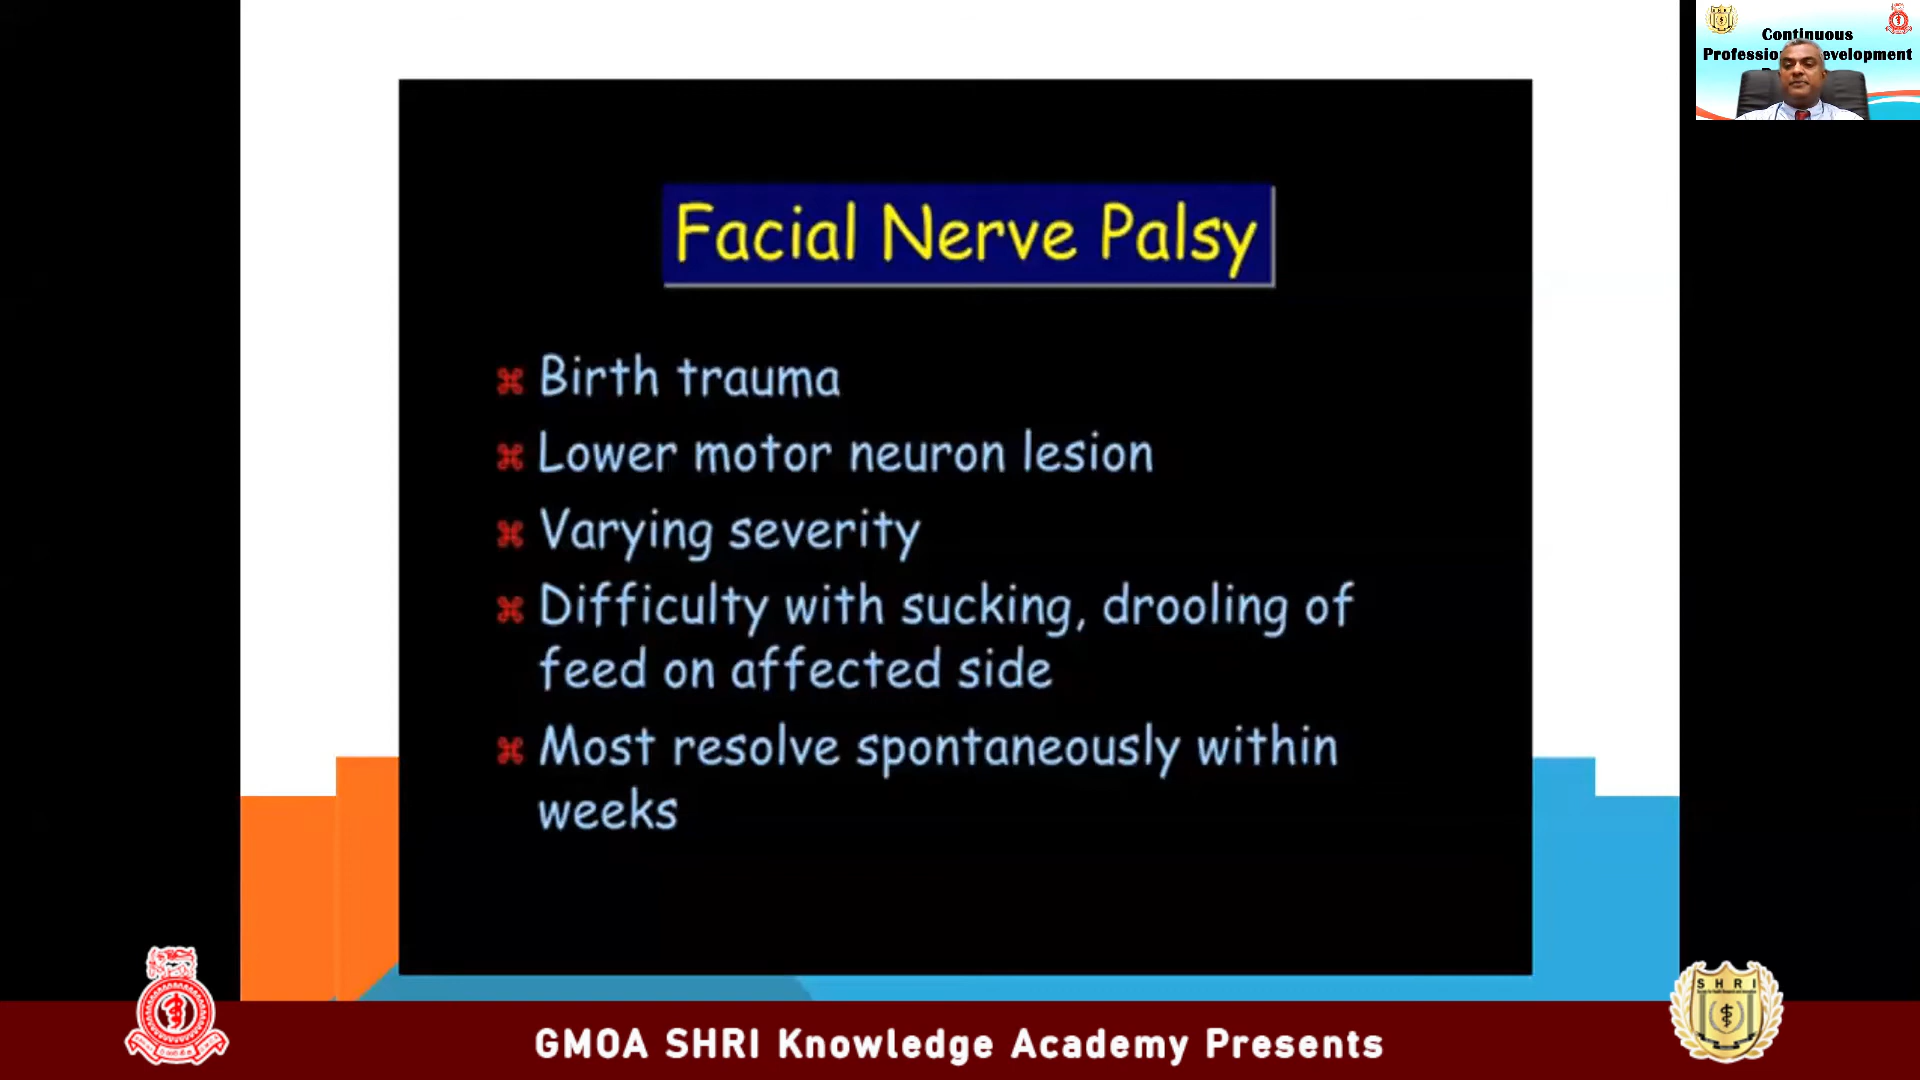 Continuous
Facial Nerve Palsy
Birth trauma
Lower motor neuron lesion
Varying severity
Difficulty with sucking, drooling of
feed on affected side
Most resolve spontaneously within
weeks
SHRI
GMOA SHRI Knowledge Academy Presents